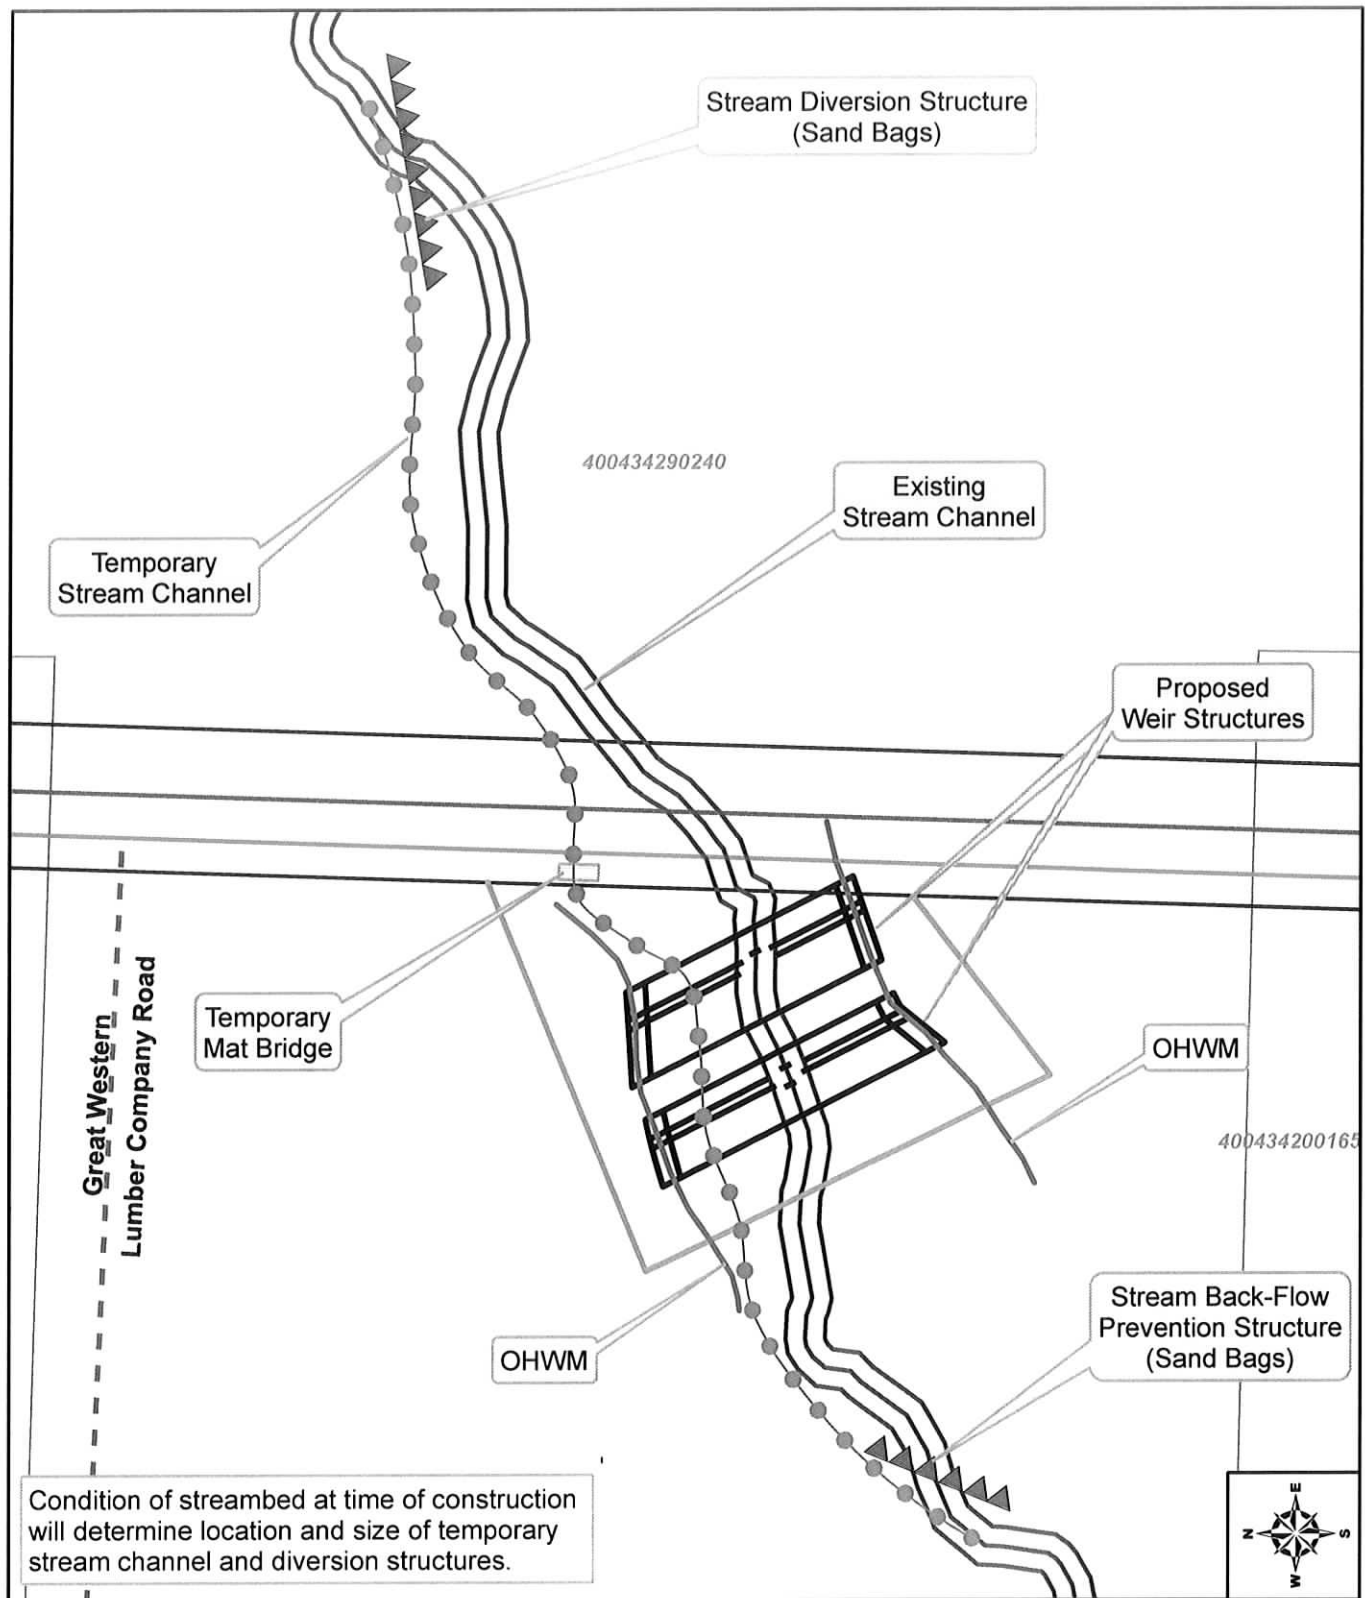 Stream Diversion Structure
(Sand Bags)
400434290240
Existing
Stream Channel
Temporary
Stream Channel
Proposed
Weir Structures
Great Western
Lumber Company Road
Temporary
Mat Bridge
OHWM
400434200165
OHWM
Stream Back-Flow
Prevention Structure
(Sand Bags)
Condition of streambed at time of construction
will determine location and size of temporary
stream channel and diversion structures.
E
N
S
W